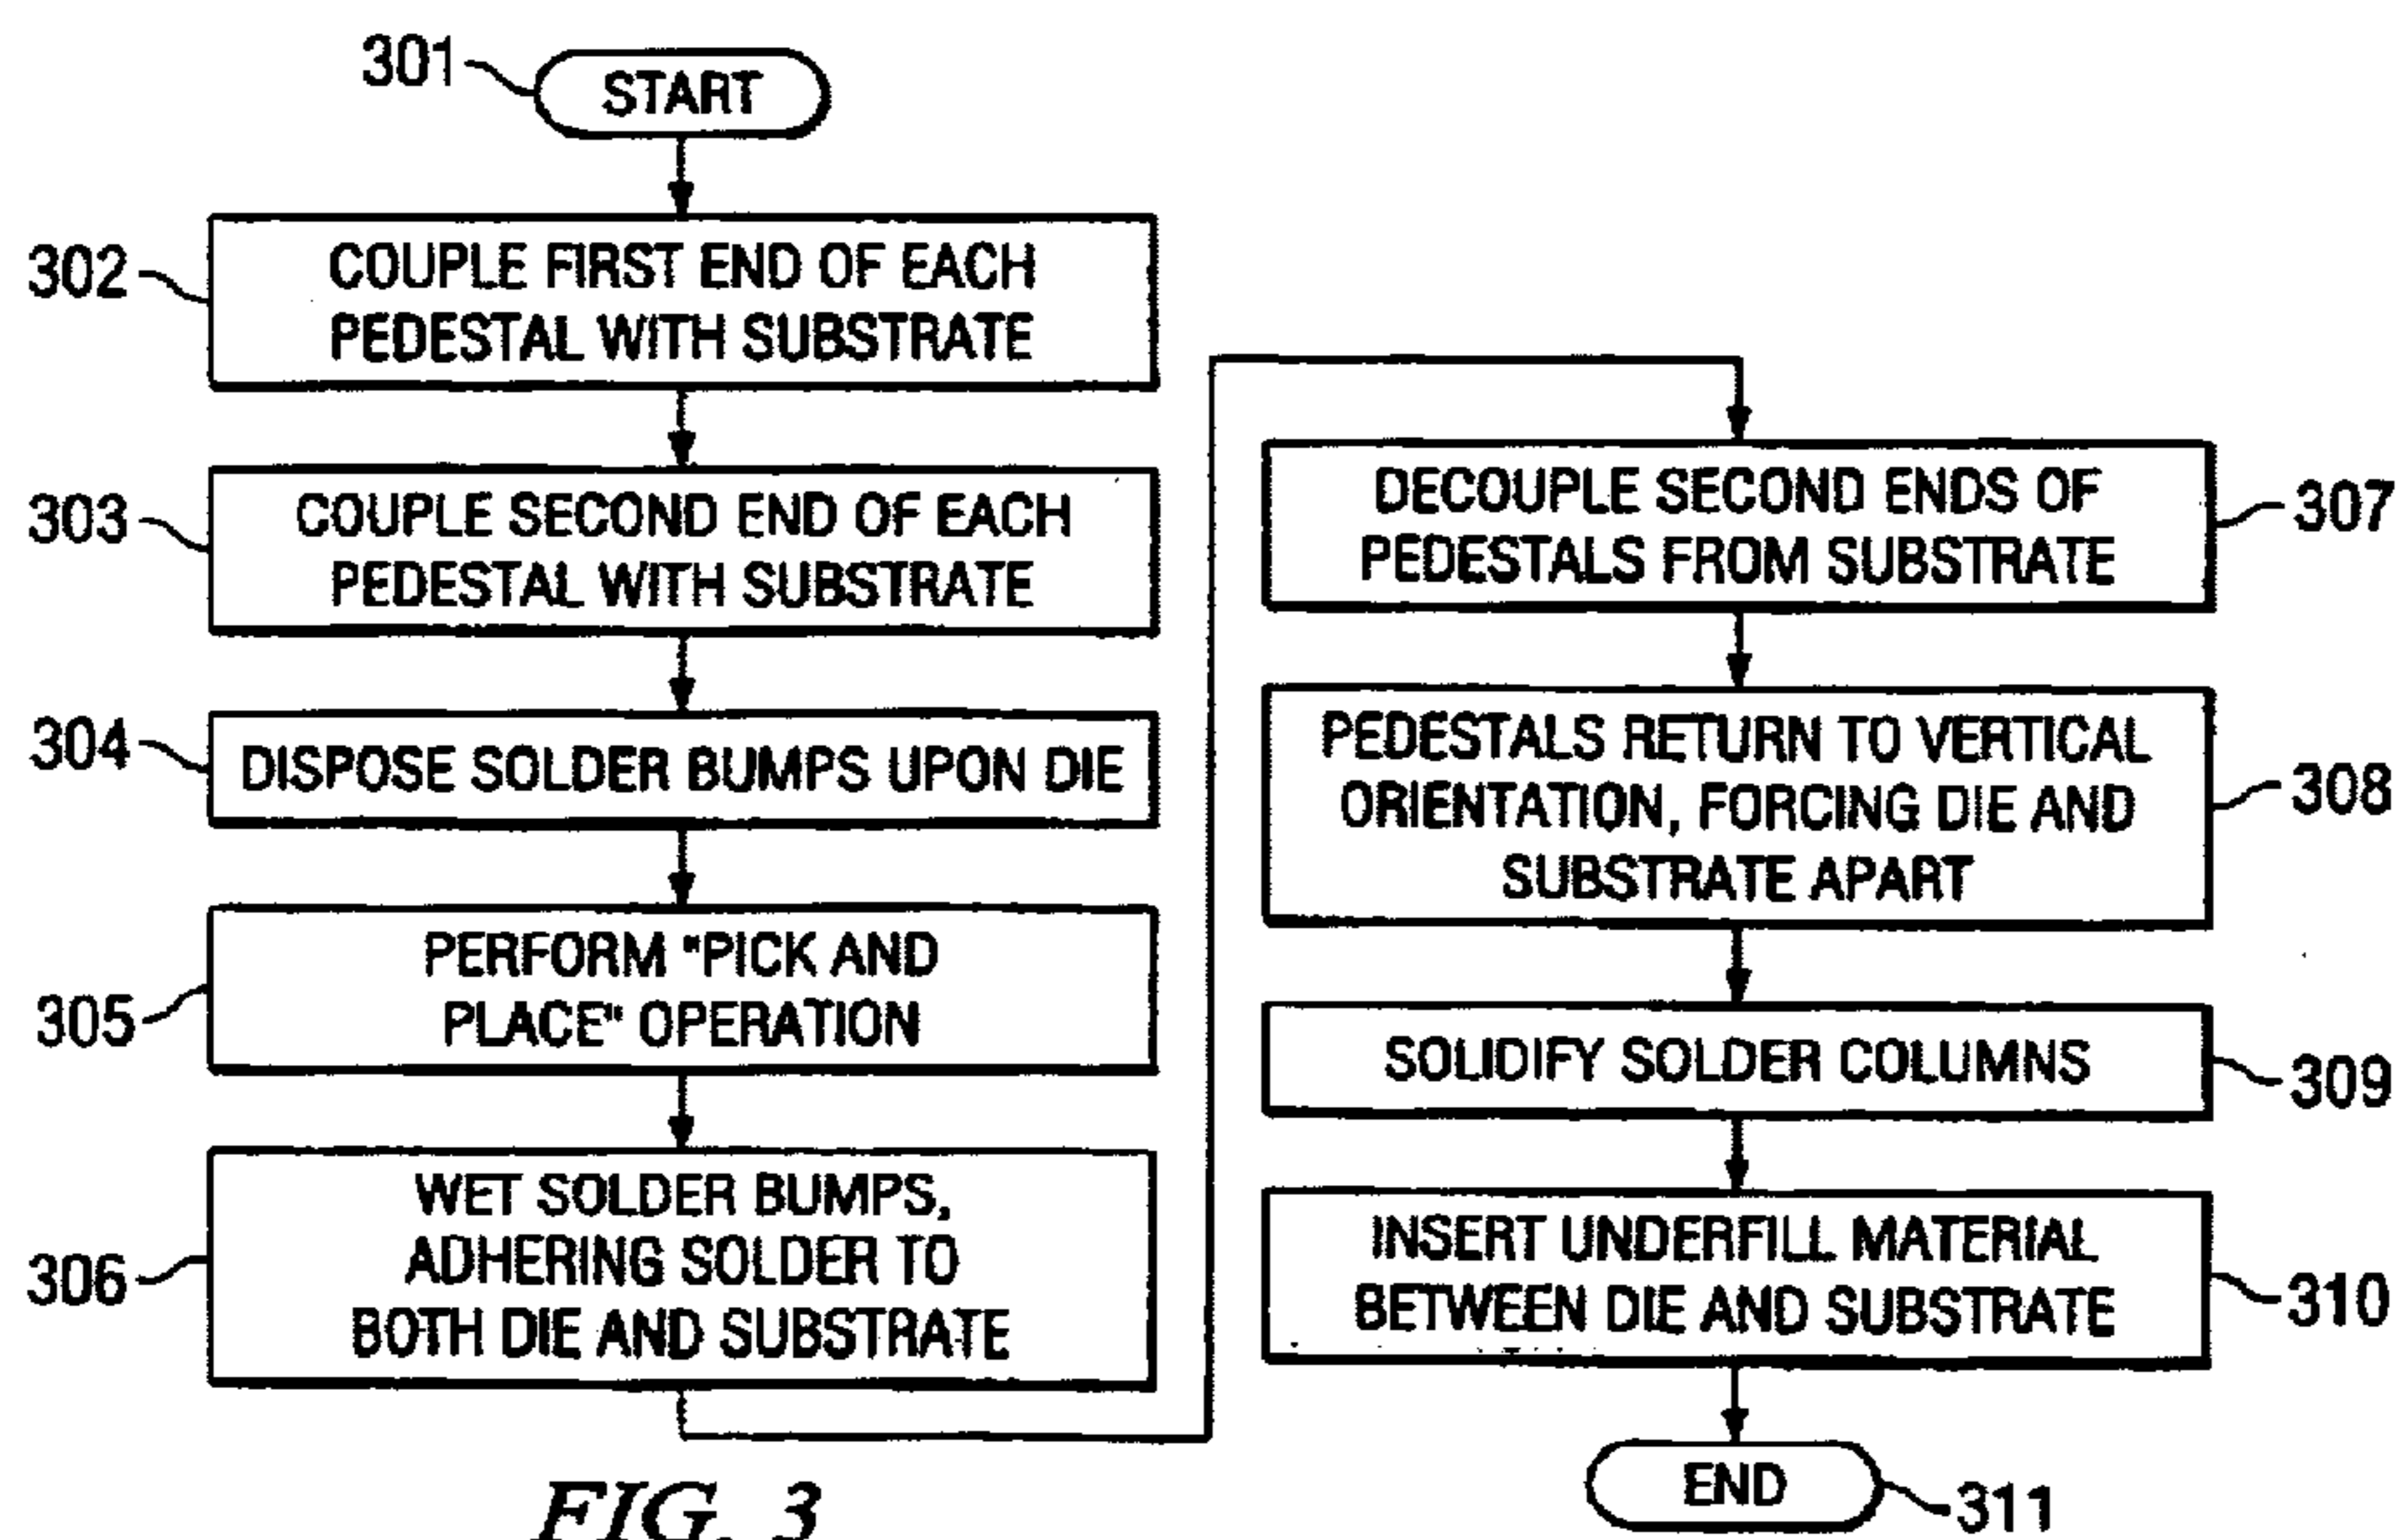 301
START
302
COUPLE FIRST END OF EACH
PEDESTAL WITH SUBSTRATE
303
COUPLE SECOND END OF EACH
PEDESTAL WITH SUBSTRATE
304
DISPOSE SOLDER BUMPS UPON DIE
305
PERFORM "PICK AND
PLACE" OPERATION
306
WET SOLDER BUMPS,
ADHERING SOLDER TO
BOTH DIE AND SUBSTRATE
DECOUPLE SECOND ENDS OF
PEDESTALS FROM SUBSTRATE
307
PEDESTALS RETURN TO VERTICAL
ORIENTATION, FORCING DIE AND
SUBSTRATE APART
308
SOLIDIFY SOLDER COLUMNS
309
INSERT UNDERFILL MATERIAL
BETWEEN DIE AND SUBSTRATE
310
END
311
FIG. 3